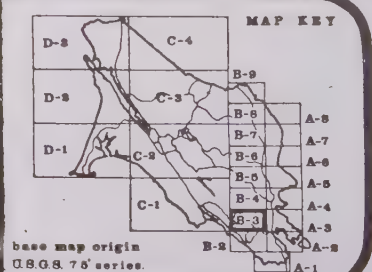 MAP KEY
D-3
C-4
B-9
D-2
C-3
B-8
A-8
B-7
A-7
D-1
C-2
B-6
A-6
B-5
A-5
B-4
A-4
C-1
B-3
A-3
B-2
A-2
A-1
base map origin
U.S.G.S. 7.5' series.